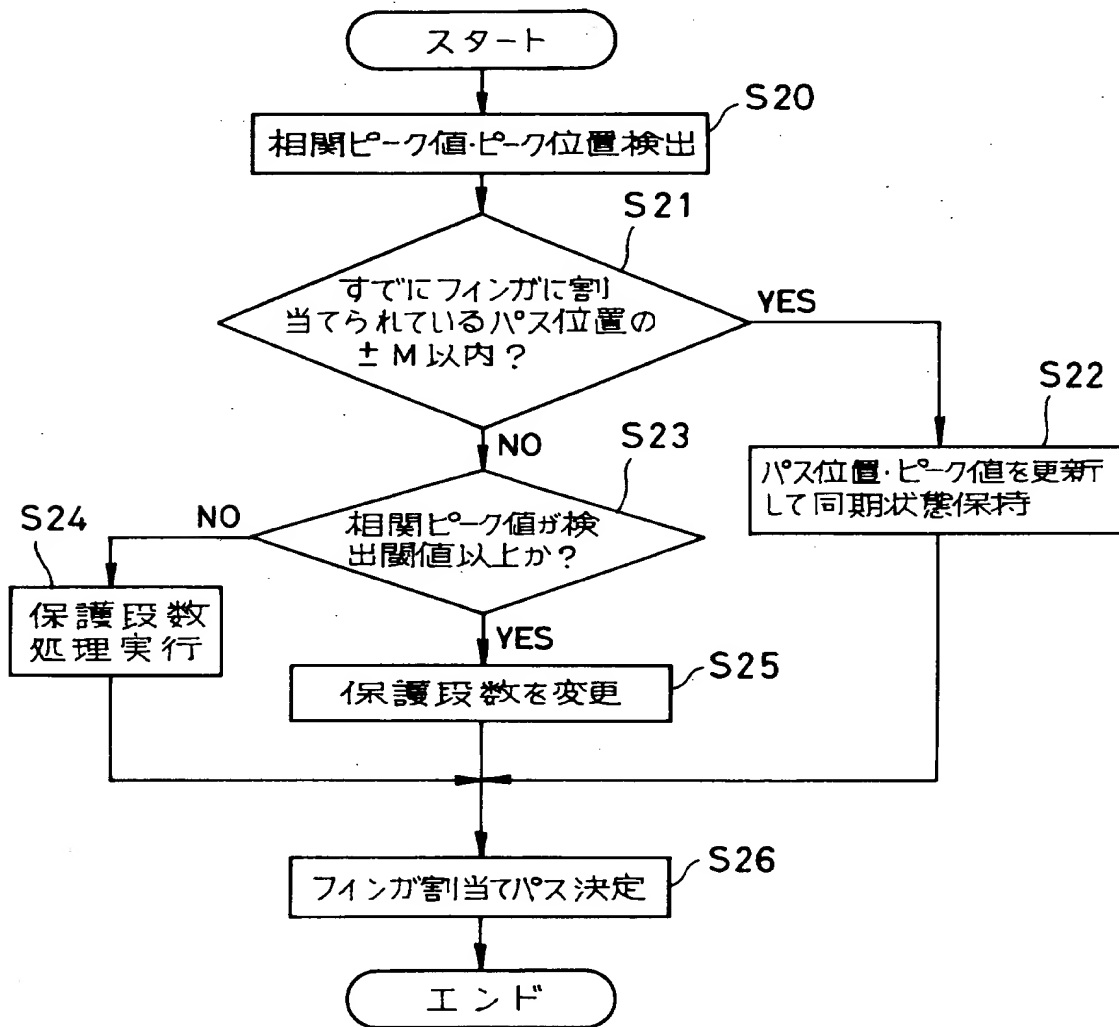 スタート
S20
相関ピーク値・ピーク位置検出
S21
すでにフィンガに割り
当てられているパス位置の
±M以内?
YES
S22
パス位置・ピーク値を更新
して同期状態保持
NO
S23
相関ピーク値が検
出閾値以上か?
NO
S24
保護段数
処理実行
YES
S25
保護段数を変更
S26
フィンガ割当てパス決定
エンド